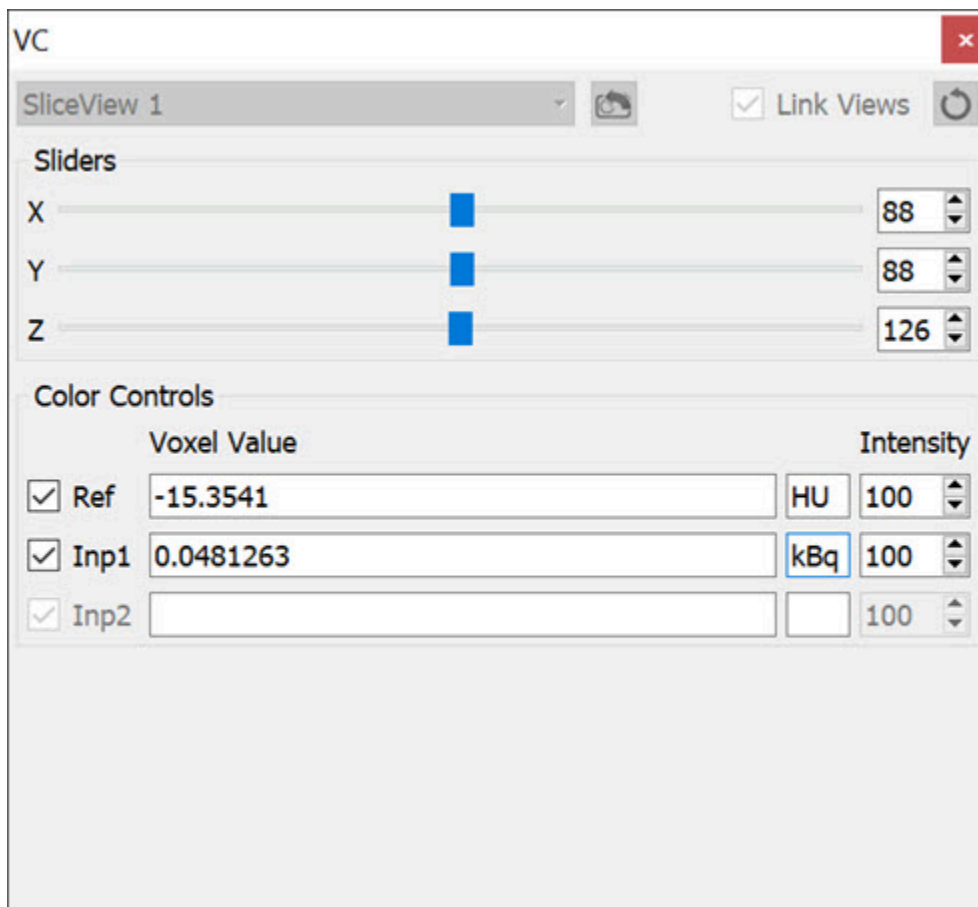 VC
SliceView 1 Link Views
Sliders
X 88
Y 88
Z 126
Color Controls
Voxel Value Intensity
Ref -15.3541 HU 100
Inp1 0.0481263 kBq 100
Inp2 100